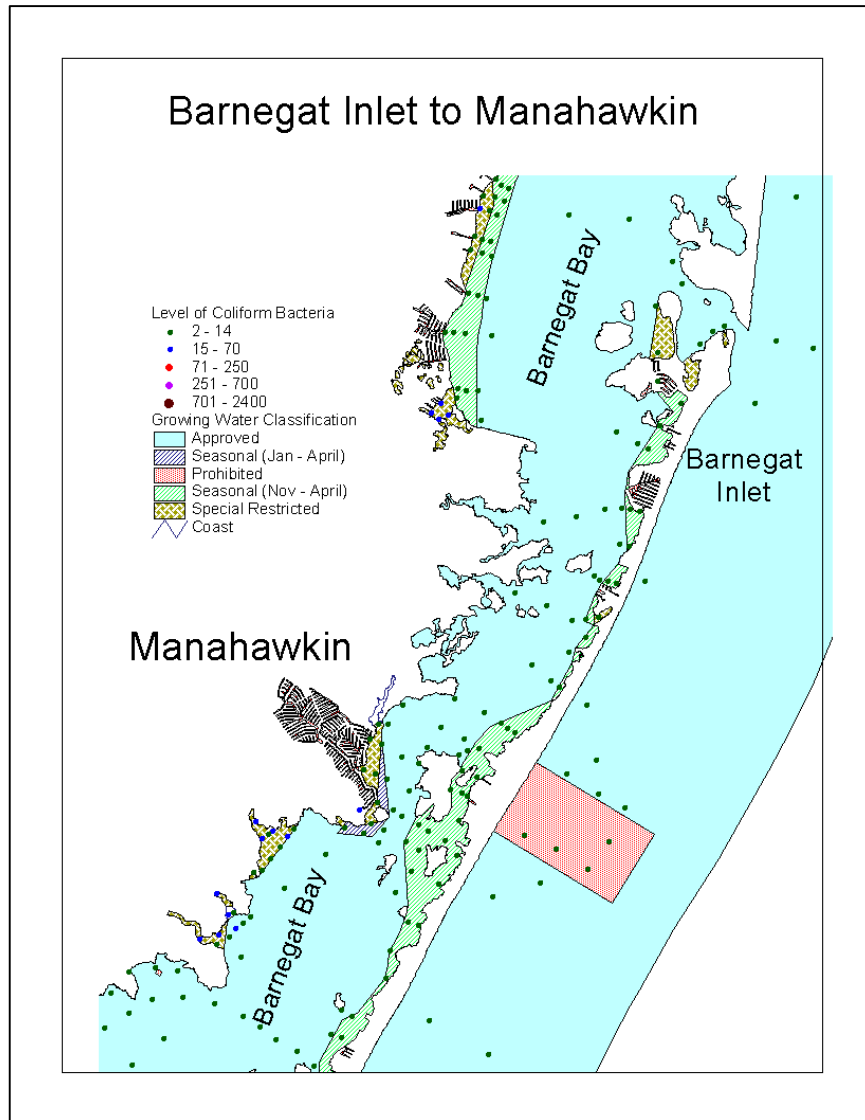 Barnegat Inlet to Manahawkin
Barnegat Bay
Level of Coliform Bacteria
2 - 14
15 - 70
71 - 250
251 - 700
701 - 2400
Growing Water Classification
Approved
Seasonal (Jan - April)
Prohibited
Seasonal (Nov - April)
Special Restricted
Coast
Barnegat
Inlet
Manahawkin
Barnegat Bay